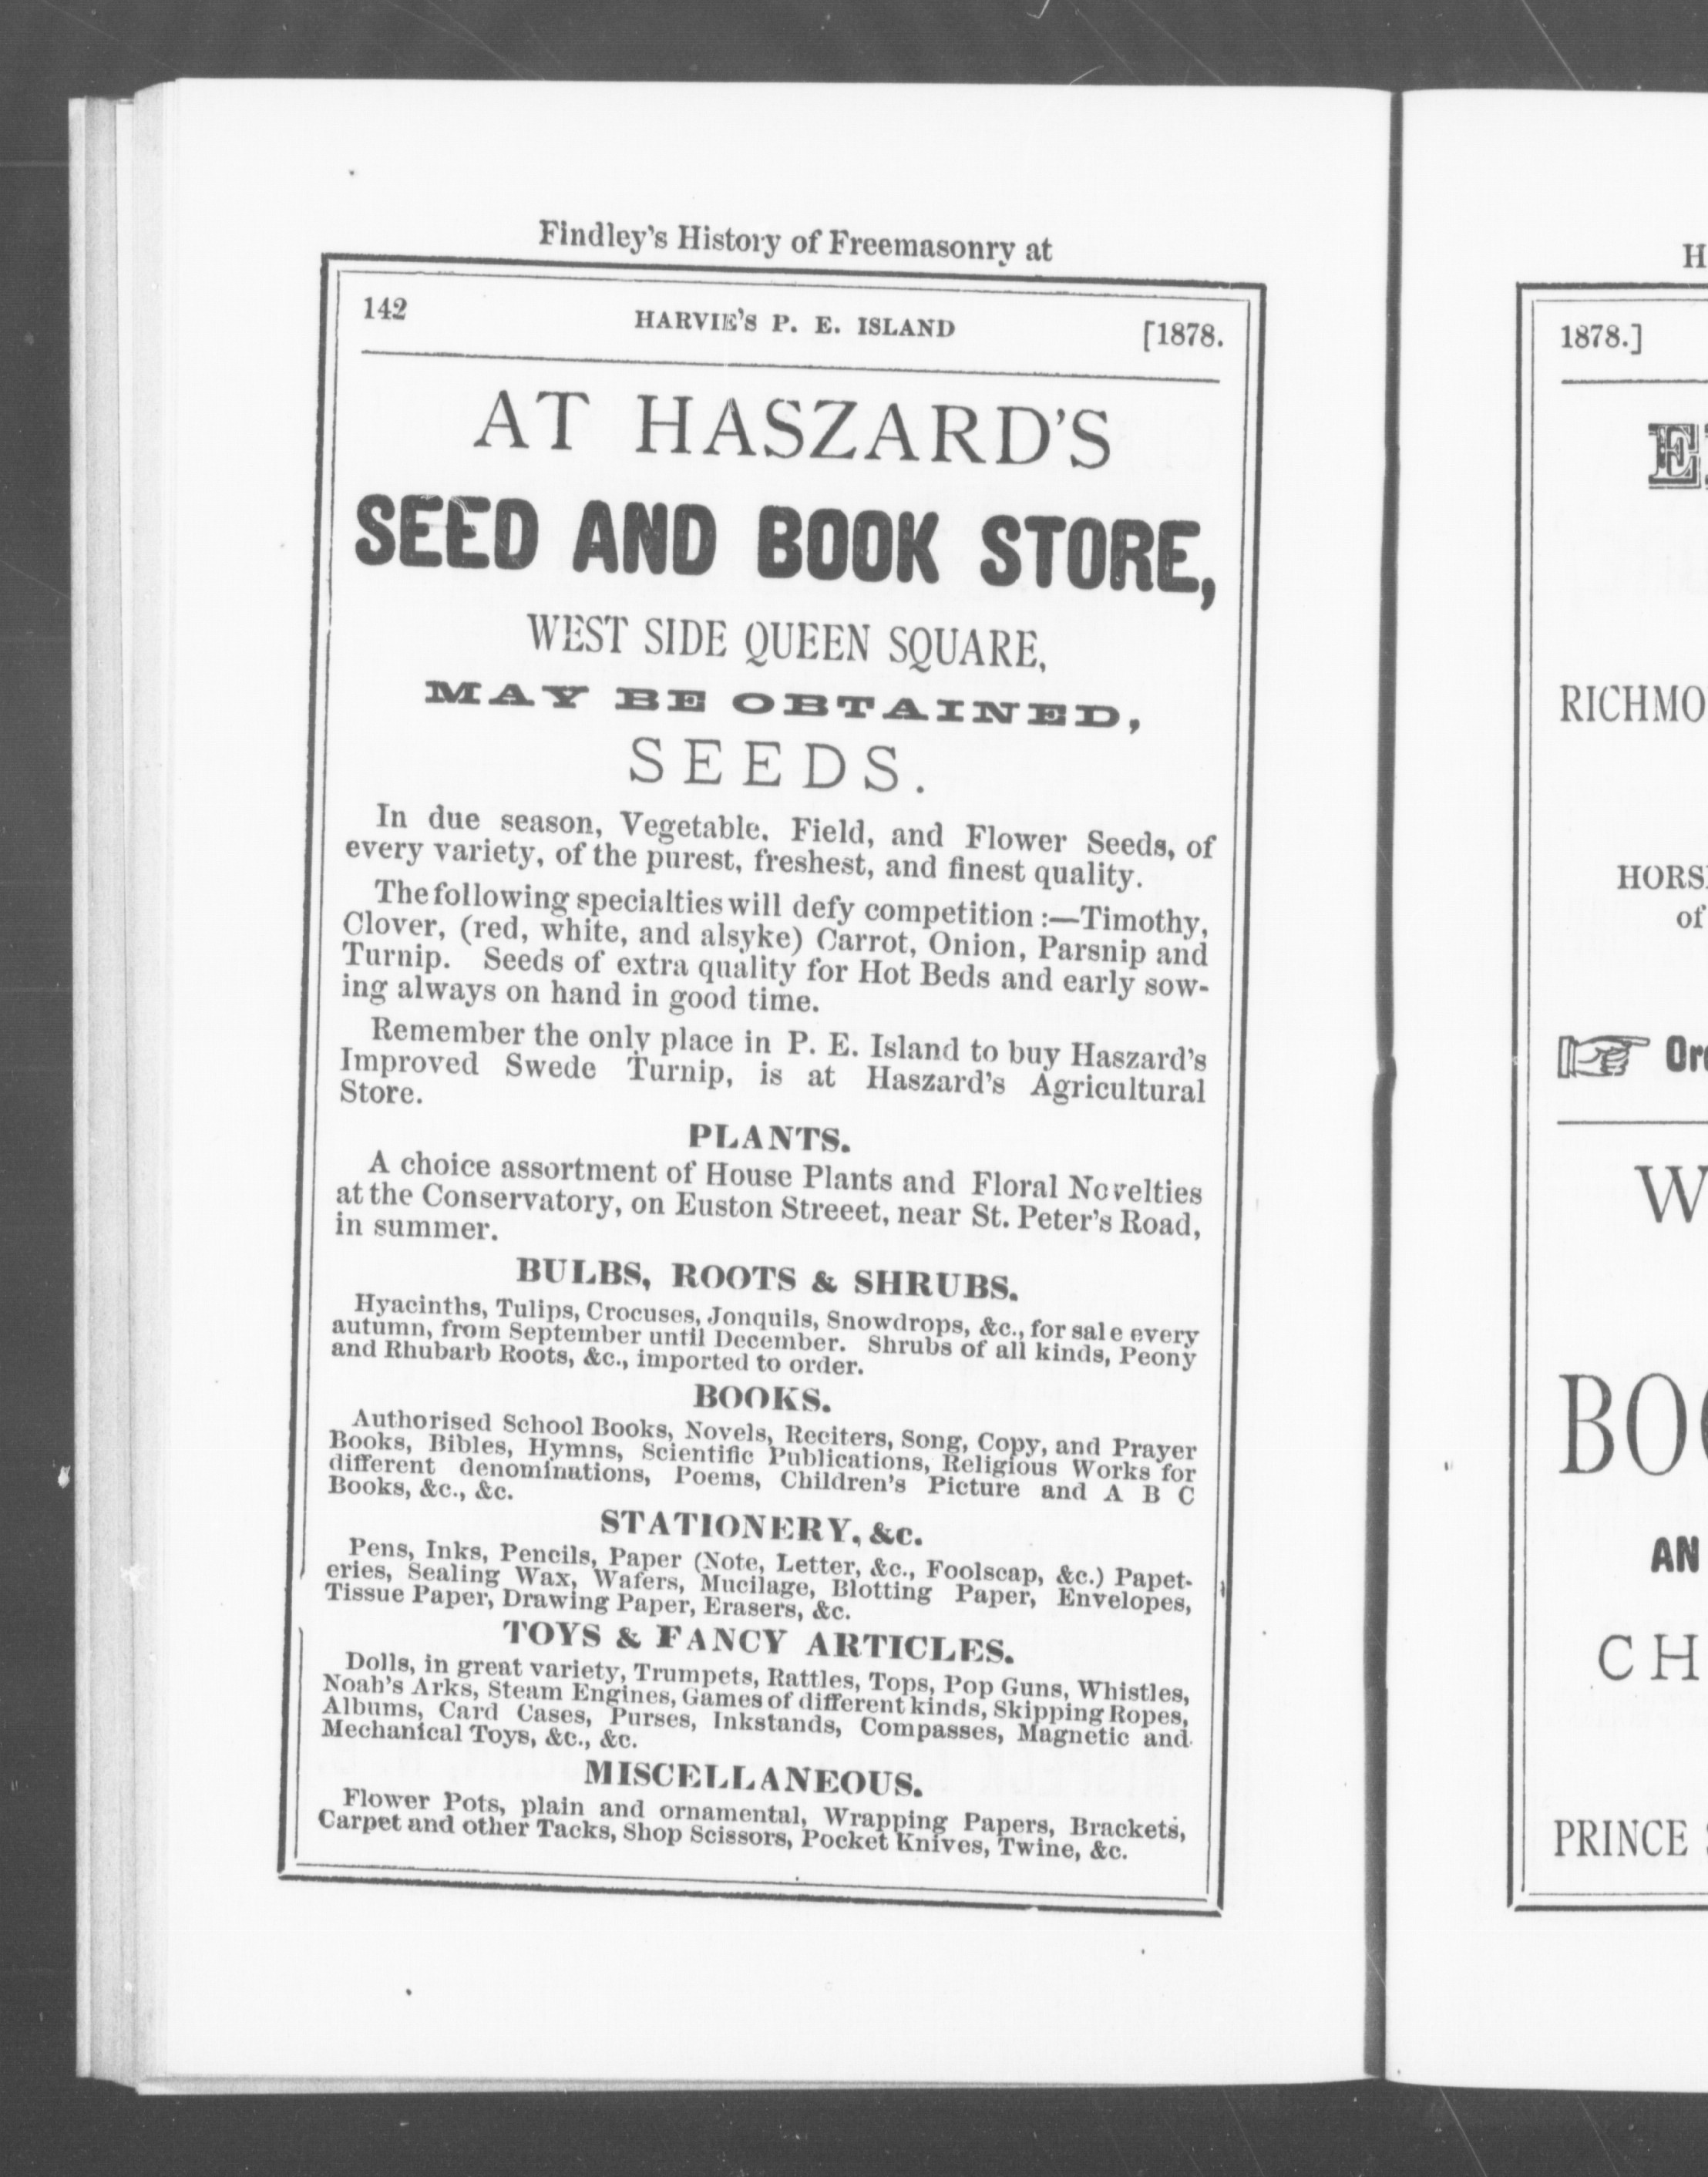 Findley's History of Freemasonry at
142 HARVIE'S P. E. ISLAND [1878.
AT HASZARD'S
SEED AND BOOK STORE,
WEST SIDE QUEEN SQUARE,
MAY BE OBTAINED,
SEEDS.
In due season, Vegetable. Field, and Flower Seeds, of
every variety, of the purest, freshest, and finest quality.
The following specialties will defy competition :—Timothy,
Clover, (red, white, and alsyke) Carrot, Onion, Parsnip and
Turnip. Seeds of extra quality for Hot Beds and early sow-
ing always on hand in good time.
Remember the only place in P. E. Island to buy Haszard's
Improved Swede Turnip, is at Haszard's Agricultural
Store.
PLANTS.
A choice assortment of House Plants and Floral Novelties
at the Conservatory, on Euston Streeet, near St. Peter's Road,
in summer.
BULBS, ROOTS & SHRUBS.
Hyacinths, Tulips, Crocuses, Jonquils, Snowdrops, &c., for sale every
autumn, from September until December. Shrubs of all kinds, Peony
and Rhubarb Roots, &c., imported to order.
BOOKS.
Authorised School Books, Novels, Reciters, Song, Copy, and Prayer
Books, Bibles, Hymns, Scientific Publications, Religious Works for
different denominations, Poems, Children's Picture and A B C
Books, &c., &c.
STATIONERY, &c.
Pens, Inks, Pencils, Paper (Note, Letter, &c., Foolscap, &c.) Papet-
eries, Sealing Wax, Wafers, Mucilage, Blotting Paper, Envelopes,
Tissue Paper, Drawing Paper, Erasers, &c.
TOYS & FANCY ARTICLES.
Dolls, in great variety, Trumpets, Rattles, Tops, Pop Guns, Whistles,
Noah's Arks, Steam Engines, Games of different kinds, Skipping Ropes,
Albums, Card Cases, Purses, Inkstands, Compasses, Magnetic and
Mechanical Toys, &c., &c.
MISCELLANEOUS.
Flower Pots, plain and ornamental, Wrapping Papers, Brackets,
Carpet and other Tacks, Shop Scissors, Pocket Knives, Twine, &c.
1878.]
of
AN
PRINCE